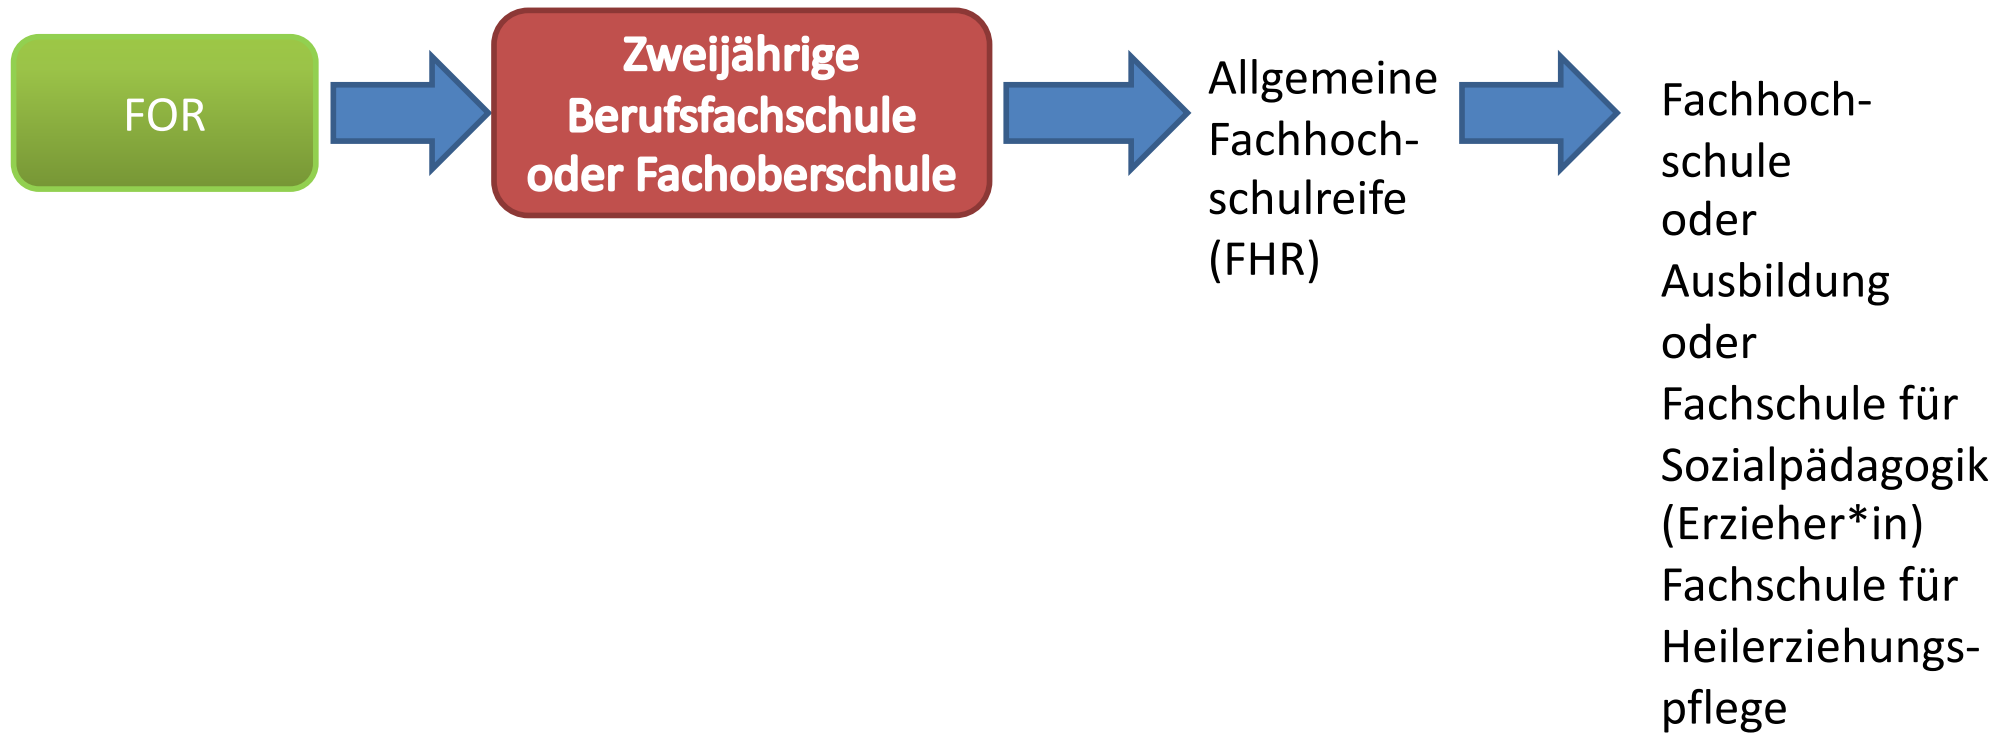 FOR
Zweijährige
Berufsfachschule
oder Fachoberschule
Allgemeine
Fachhoch-
schulreife
(FHR)
Fachhoch-
schule
oder
Ausbildung
oder
Fachschule für
Sozialpädagogik
(Erzieher*in)
Fachschule für
Heilerziehungs-
pflege